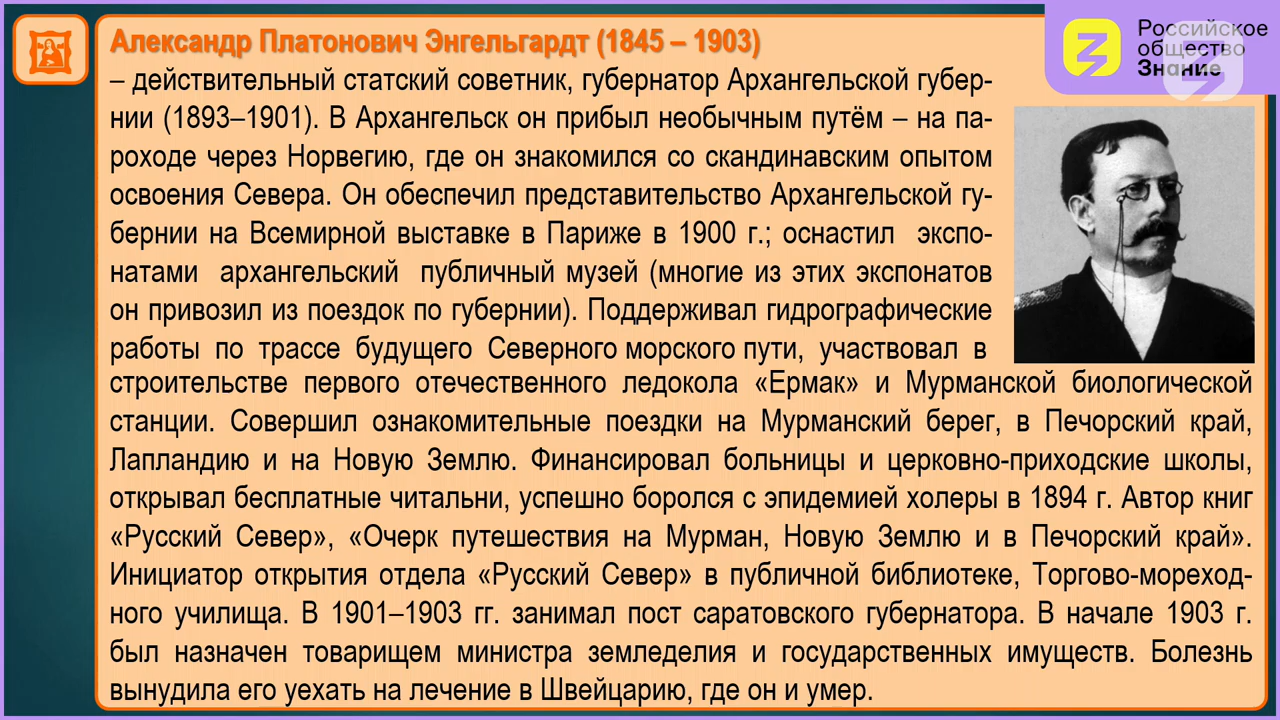 Александр Платонович Энгельгардт (1845 – 1903)
Российское
общество
Знание
– действительный статский советник, губернатор Архангельской губер-
нии (1893–1901). В Архангельск он прибыл необычным путём – на па-
роходе через Норвегию, где он знакомился со скандинавским опытом
освоения Севера. Он обеспечил представительство Архангельской гу-
бернии на Всемирной выставке в Париже в 1900 г.; оснастил экспо-
натами архангельский публичный музей (многие из этих экспонатов
он привозил из поездок по губернии). Поддерживал гидрографические
работы по трассе будущего Северного морского пути, участвовал в
строительстве первого отечественного ледокола «Ермак» и Мурманской биологической
станции. Совершил ознакомительные поездки на Мурманский берег, в Печорский край,
Лапландию и на Новую Землю. Финансировал больницы и церковно-приходские школы,
открывал бесплатные читальни, успешно боролся с эпидемией холеры в 1894 г. Автор книг
«Русский Север», «Очерк путешествия на Мурман, Новую Землю и в Печорский край».
Инициатор открытия отдела «Русский Север» в публичной библиотеке, Торгово-мореход-
ного училища. В 1901–1903 гг. занимал пост саратовского губернатора. В начале 1903 г.
был назначен товарищем министра земледелия и государственных имуществ. Болезнь
вынудила его уехать на лечение в Швейцарию, где он и умер.